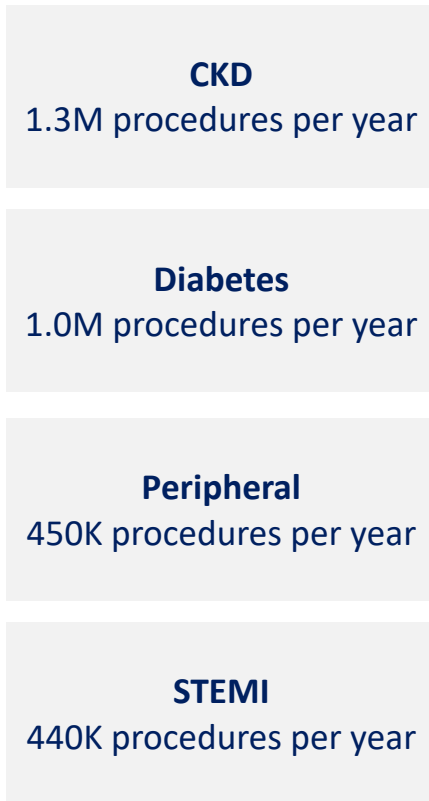 CKD
1.3M procedures per year
Diabetes
1.0M procedures per year
Peripheral
450K procedures per year
STEMI
440K procedures per year